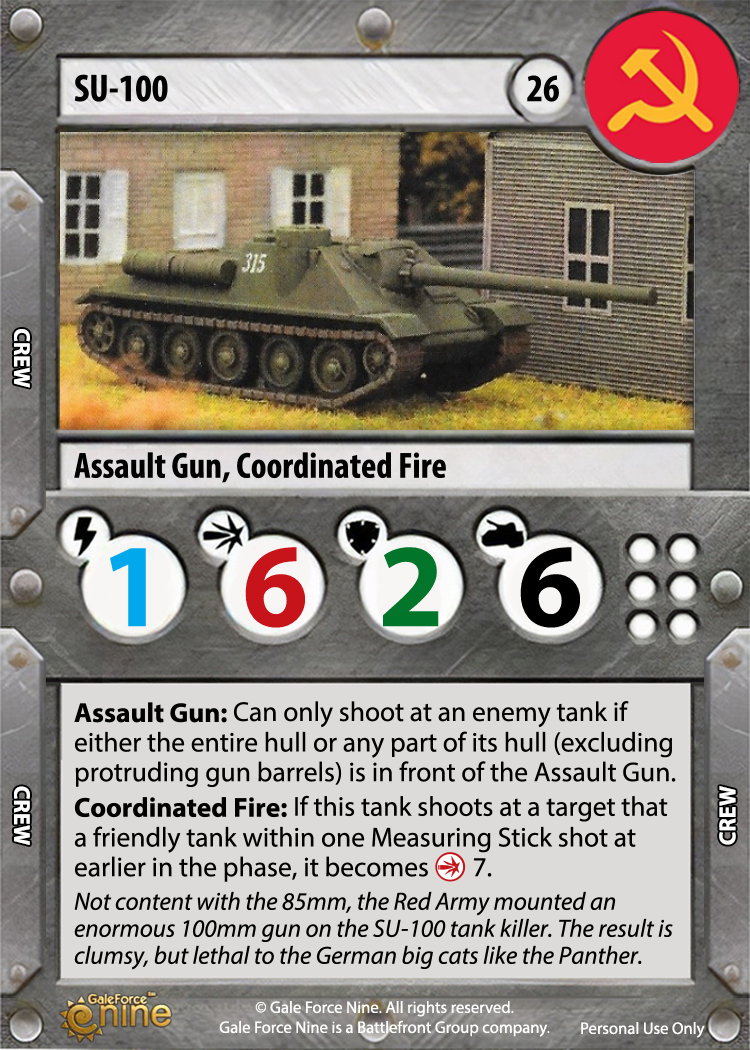 SU-100
26
315
CREW
Assault Gun, Coordinated Fire
1 6 2 6
Assault Gun: Can only shoot at an enemy tank if
either the entire hull or any part of its hull (excluding
protruding gun barrels) is in front of the Assault Gun.
Coordinated Fire: If this tank shoots at a target that
a friendly tank within one Measuring Stick shot at
earlier in the phase, it becomes 7.
Not content with the 85mm, the Red Army mounted an
enormous 100mm gun on the SU-100 tank killer. The result is
clumsy, but lethal to the German big cats like the Panther.
CREW
CREW
GaleForce™
nine
© Gale Force Nine. All rights reserved.
Gale Force Nine is a Battlefront Group company.
Personal Use Only